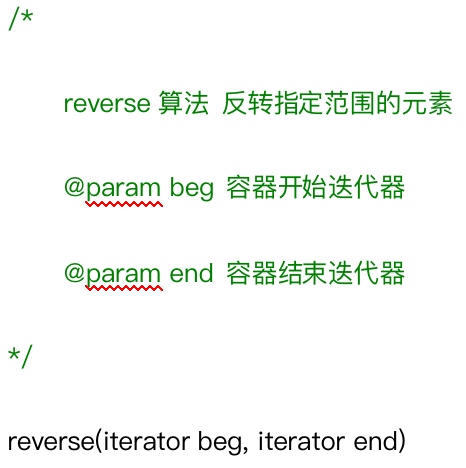 /*
reverse 算法 反转指定范围的元素
@param beg 容器开始迭代器
@param end 容器结束迭代器
*/
reverse(iterator beg, iterator end)